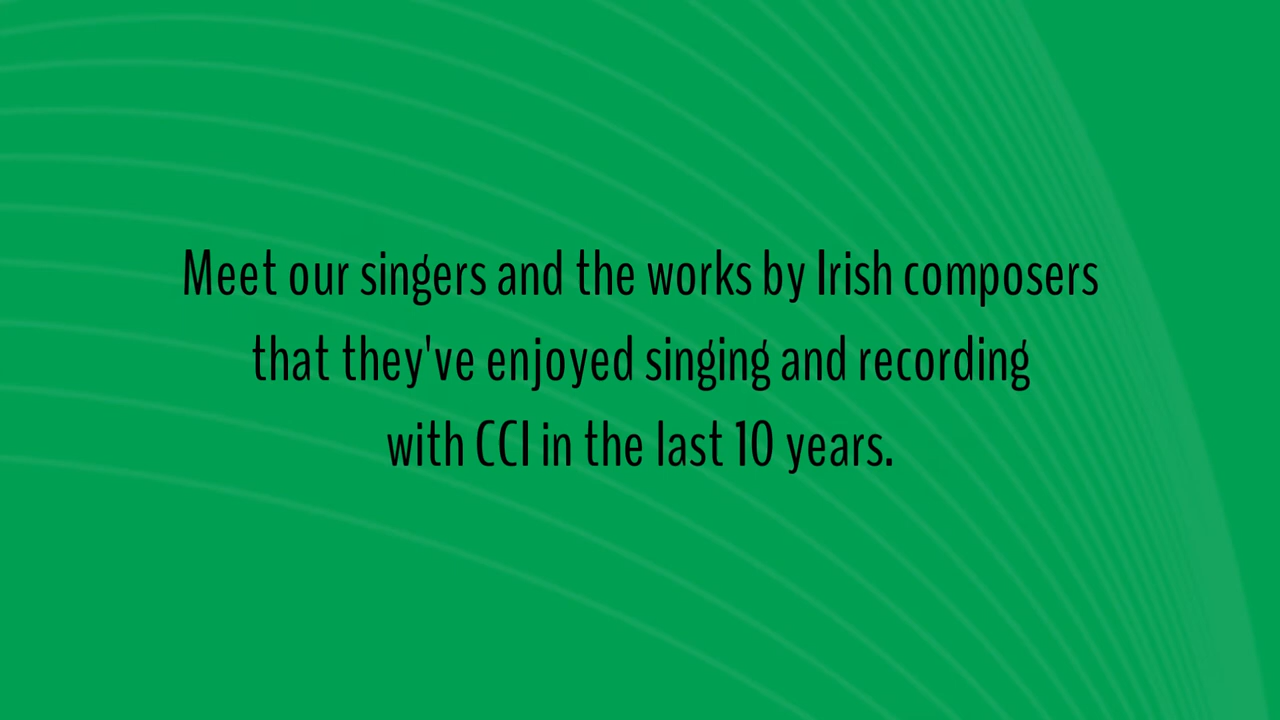 Meet our singers and the works by Irish composers
that they've enjoyed singing and recording
with CCI in the last 10 years.